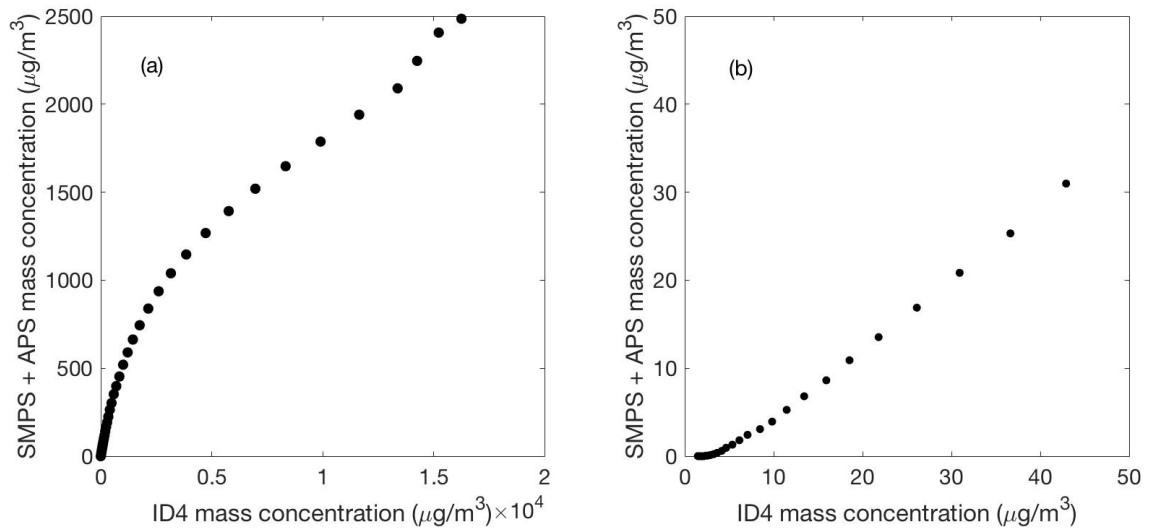 2500
2000
1500
1000
500
0
(a)
SMPS + APS mass concentration (μg/m³)
0 0.5 1 1.5 2
ID4 mass concentration (μg/m³)×10⁴
50
40
30
20
10
0
(b)
SMPS + APS mass concentration (μg/m³)
0 10 20 30 40 50
ID4 mass concentration (μg/m³)